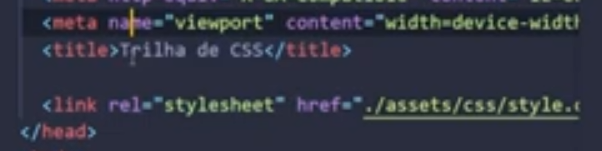 <meta name="viewport" content="width=device-width
<title>Trilha de CSS</title>
<link rel="stylesheet" href="./assets/css/style.c
</head>